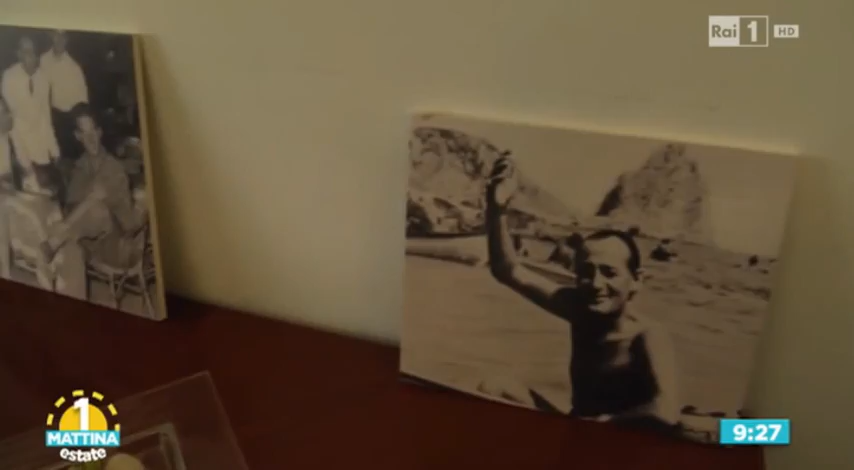 Rai 1 HD
1
MATTINA
estate
9:27